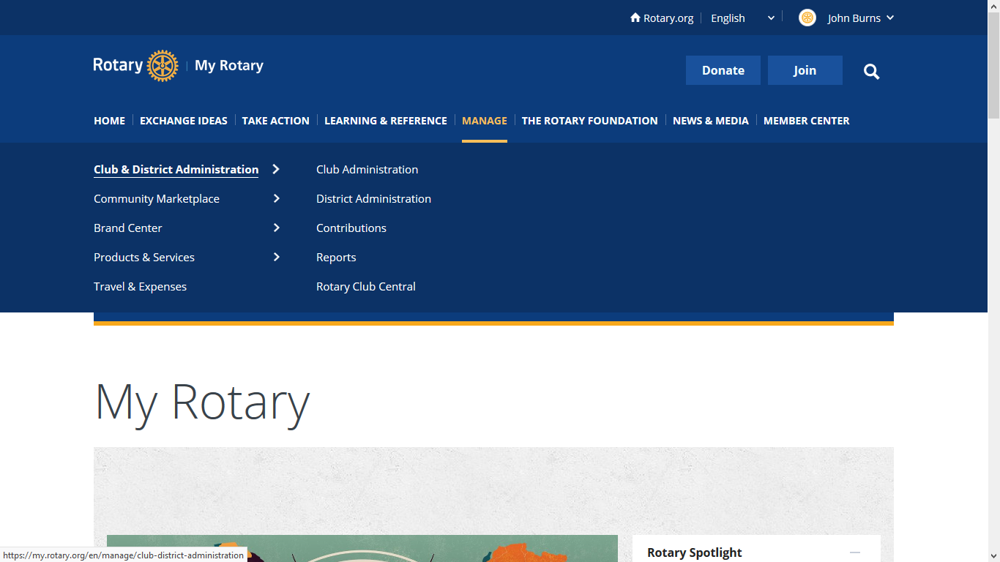 Rotary.org English John Burns
Rotary My Rotary
Donate Join
HOME EXCHANGE IDEAS TAKE ACTION LEARNING & REFERENCE MANAGE THE ROTARY FOUNDATION NEWS & MEDIA MEMBER CENTER
Club & District Administration Club Administration
Community Marketplace District Administration
Brand Center Contributions
Products & Services Reports
Travel & Expenses Rotary Club Central
My Rotary
Rotary Spotlight
https://my.rotary.org/en/manage/club-district-administration